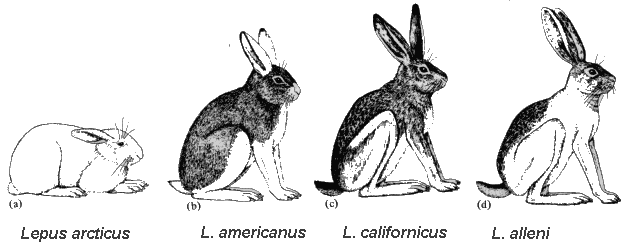 (a) (b) (c) (d)
Lepus arcticus L. americanus L. californicus L. alleni